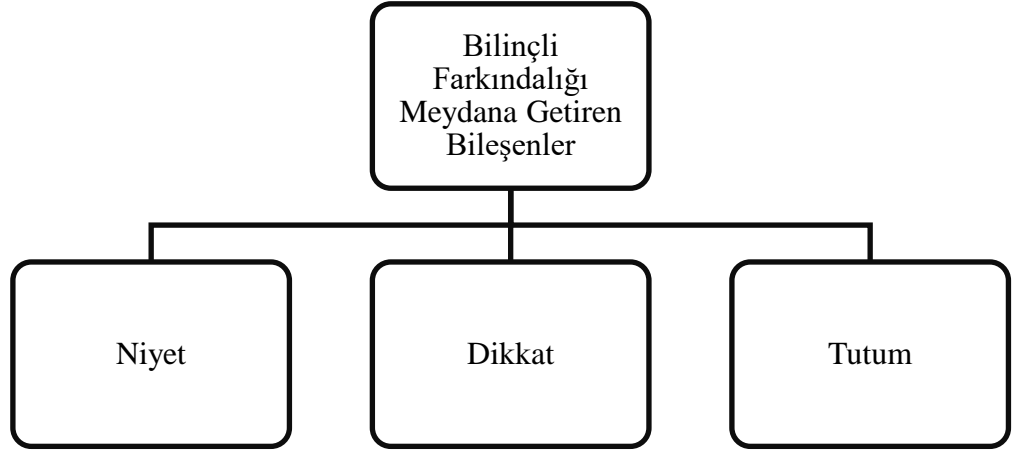 Bilinçli
Farkındalığı
Meydana Getiren
Bileşenler
Niyet
Dikkat
Tutum